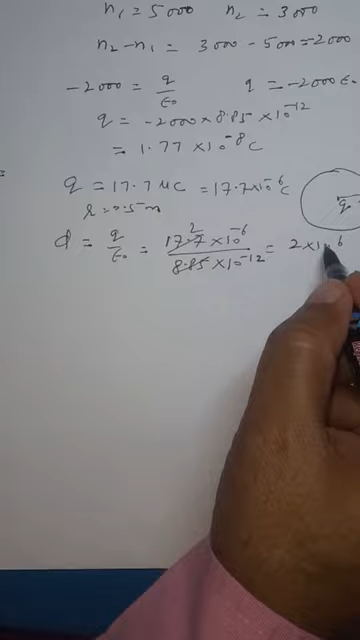 n₁ = 5000 n₂ = 3000
n₂ - n₁ = 3000 - 5000 = -2000
-2000 = q/ε₀ q = -2000 ε₀
q = -2000 × 8.85 × 10⁻¹²
= 1.77 × 10⁻⁸ C
q = 17.7 μC = 17.7 × 10⁻⁶ C
r = 0.5 m
q
ϕ = q/ε₀ = 17.7 × 10⁻⁶ / 8.85 × 10⁻¹² = 2 × 10⁶
2